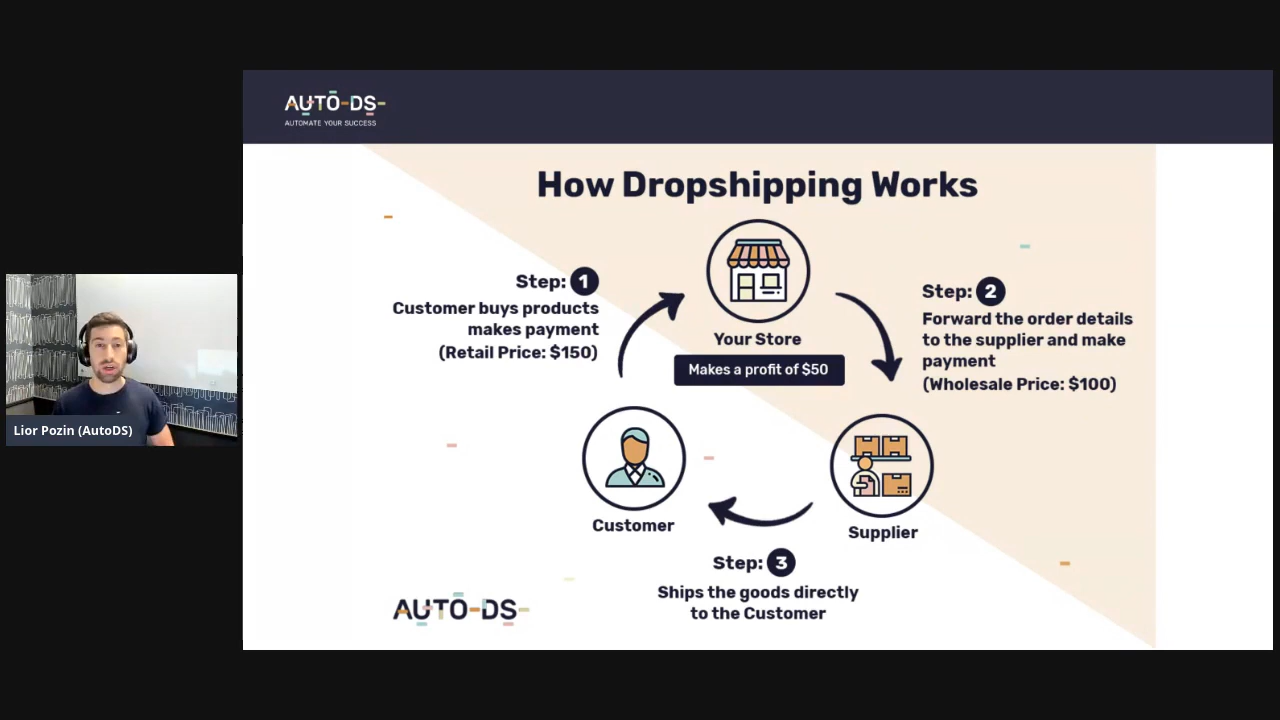 AUTO-DS-
AUTOMATE YOUR SUCCESS
How Dropshipping Works
Step: 1
Customer buys products
makes payment
(Retail Price: $150)
Your Store
Makes a profit of $50
Step: 2
Forward the order details
to the supplier and make
payment
(Wholesale Price: $100)
Customer
Supplier
Step: 3
Ships the goods directly
to the Customer
AUTO-DS-
Lior Pozin (AutoDS)